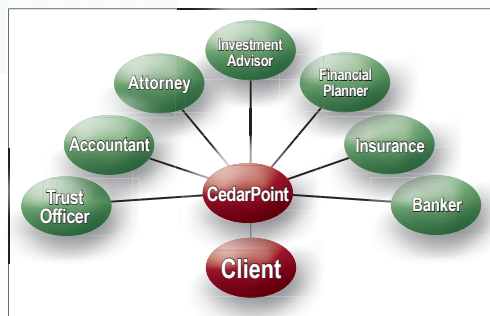 Investment
Advisor
Attorney
Financial
Planner
Accountant
Insurance
Trust
Officer
CedarPoint
Banker
Client